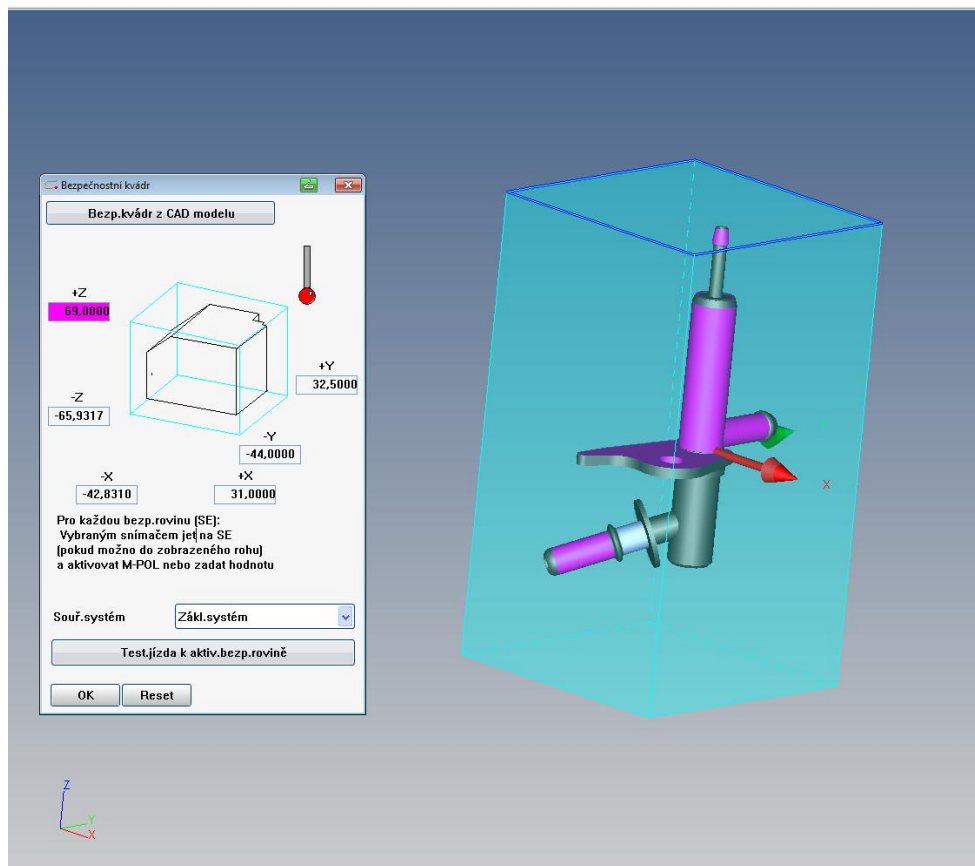 Bezpečnostní kvádr
Bezp.kvádr z CAD modelu
+Z
69,0000
+Y
32,5000
-Z
-65,9317
-Y
-44,0000
-X
+X
-42,8310
31,0000
Pro každou bezp.rovinu (SE):
Vybraným snímačem jet na SE
(pokud možno do zobrazeného rohu)
a aktivovat M-POL nebo zadat hodnotu
Souř.systém
Zákl.systém
Test.jízda k aktiv.bezp.rovině
OK
Reset
X
Z
Y
X